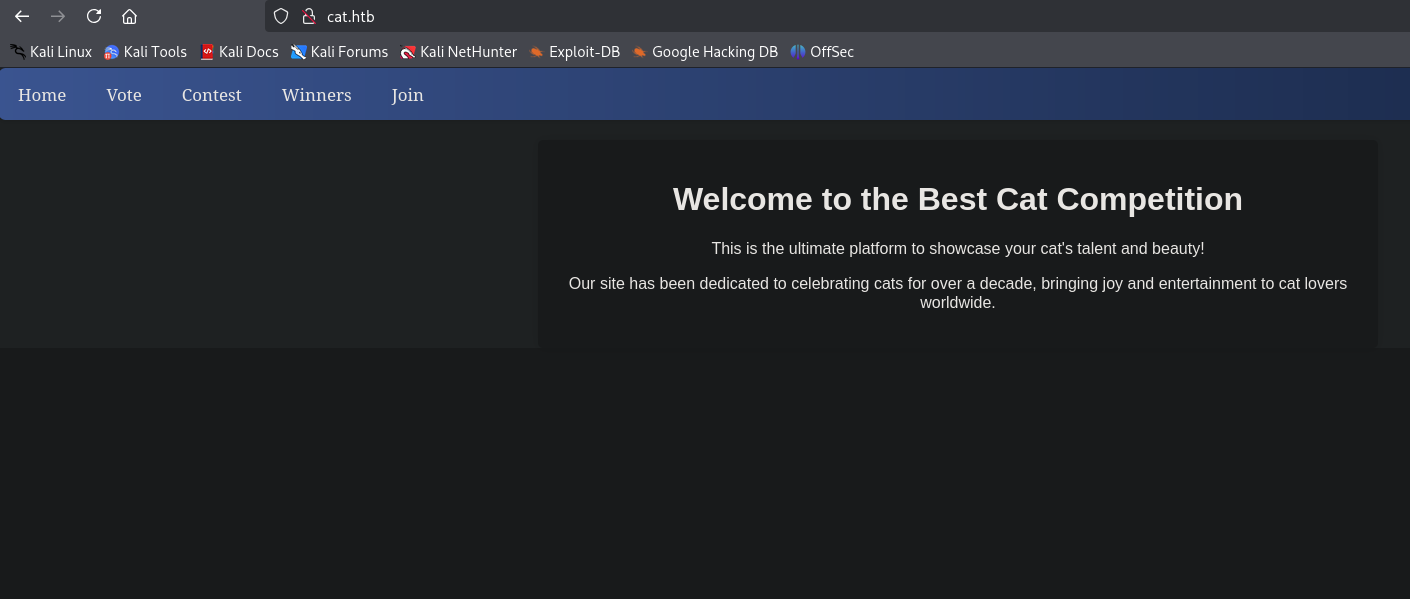 cat.htb
Kali Linux Kali Tools Kali Docs Kali Forums Kali NetHunter Exploit-DB Google Hacking DB OffSec
Home Vote Contest Winners Join
Welcome to the Best Cat Competition
This is the ultimate platform to showcase your cat's talent and beauty!
Our site has been dedicated to celebrating cats for over a decade, bringing joy and entertainment to cat lovers
worldwide.